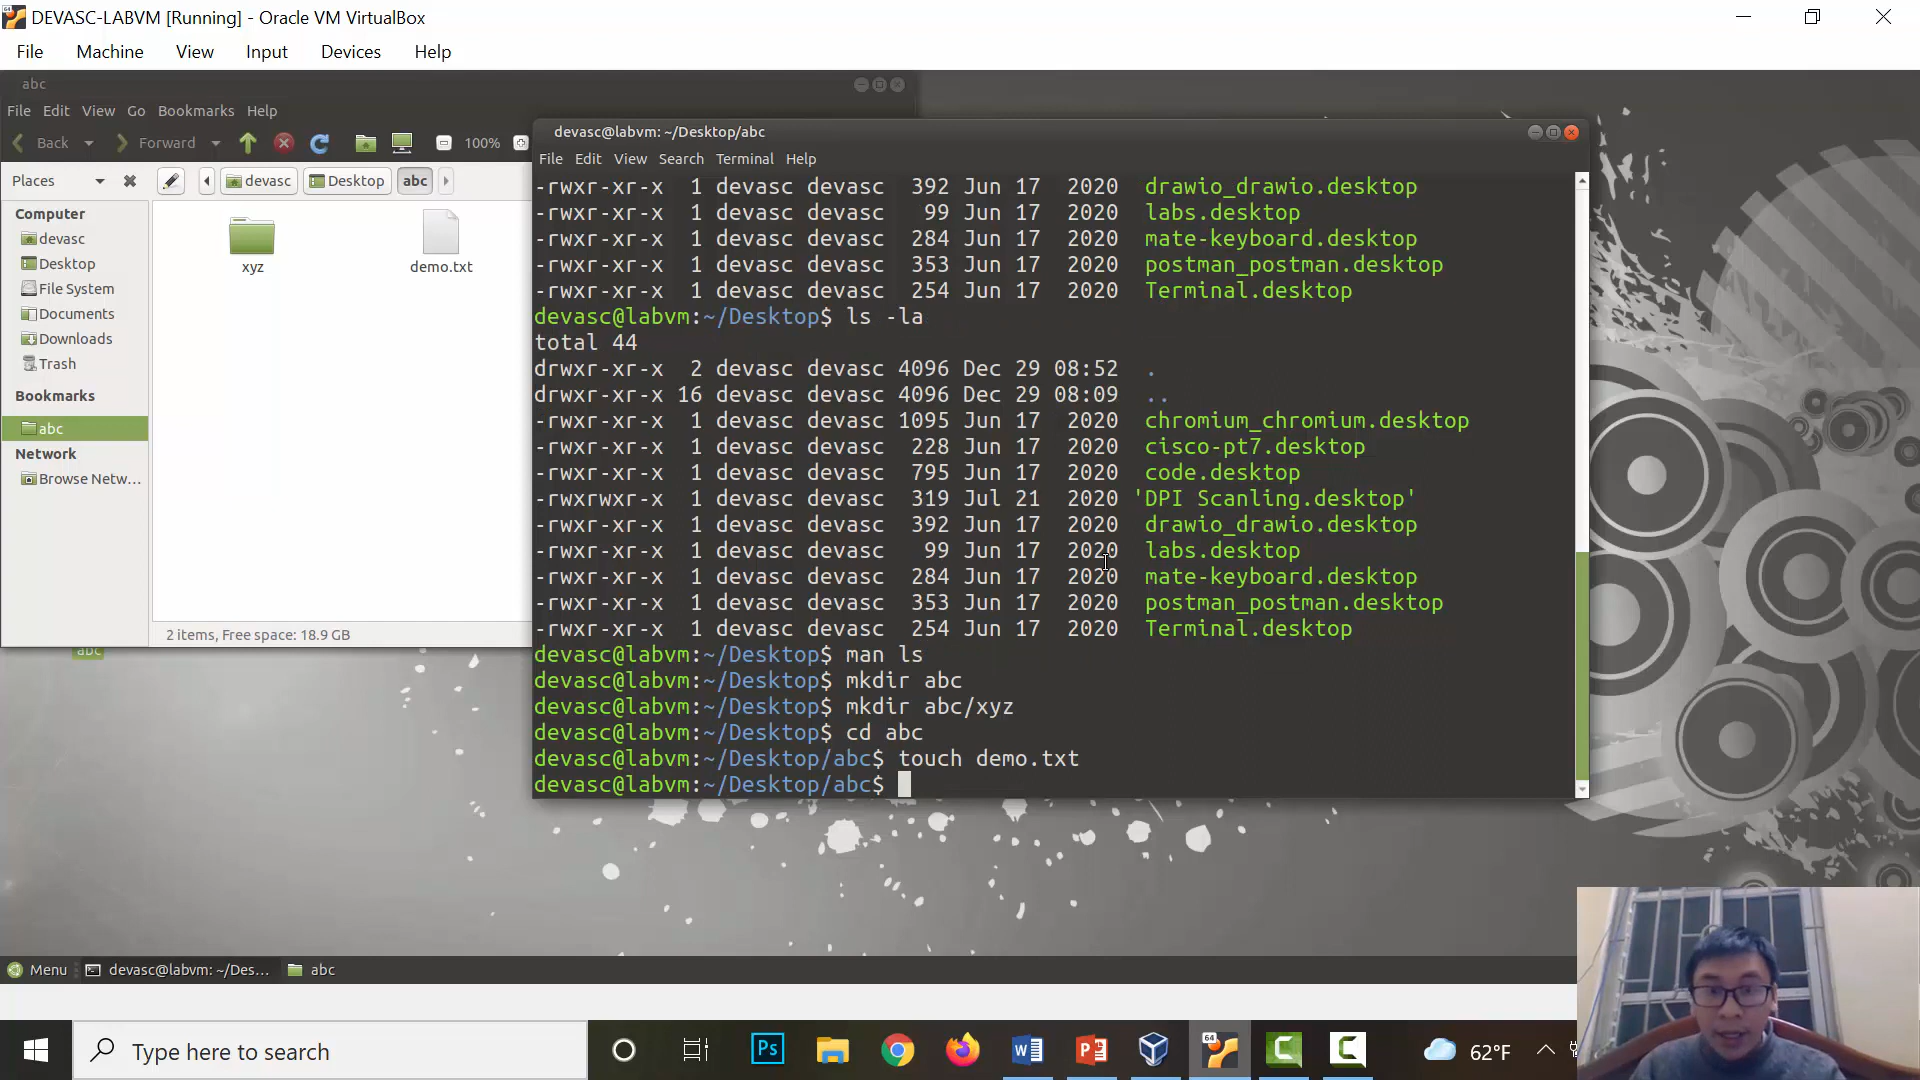 DEVASC-LABVM [Running] - Oracle VM VirtualBox
File Machine View Input Devices Help
abc
File Edit View Go Bookmarks Help
Back Forward 100%
Places devasc Desktop abc
Computer
devasc
Desktop
File System
Documents
Downloads
Trash
Bookmarks
abc
Network
Browse Netw...
xyz
demo.txt
2 items, Free space: 18.9 GB
abc
devasc@labvm: ~/Desktop/abc
File Edit View Search Terminal Help
-rwxr-xr-x 1 devasc devasc 392 Jun 17 2020 drawio_drawio.desktop
-rwxr-xr-x 1 devasc devasc 99 Jun 17 2020 labs.desktop
-rwxr-xr-x 1 devasc devasc 284 Jun 17 2020 mate-keyboard.desktop
-rwxr-xr-x 1 devasc devasc 353 Jun 17 2020 postman_postman.desktop
-rwxr-xr-x 1 devasc devasc 254 Jun 17 2020 Terminal.desktop
devasc@labvm:~/Desktop$ ls -la
total 44
drwxr-xr-x 2 devasc devasc 4096 Dec 29 08:52 .
drwxr-xr-x 16 devasc devasc 4096 Dec 29 08:09 ..
-rwxr-xr-x 1 devasc devasc 1095 Jun 17 2020 chromium_chromium.desktop
-rwxr-xr-x 1 devasc devasc 228 Jun 17 2020 cisco-pt7.desktop
-rwxr-xr-x 1 devasc devasc 795 Jun 17 2020 code.desktop
-rwxrwxr-x 1 devasc devasc 319 Jul 21 2020 'DPI Scanling.desktop'
-rwxr-xr-x 1 devasc devasc 392 Jun 17 2020 drawio_drawio.desktop
-rwxr-xr-x 1 devasc devasc 99 Jun 17 2020 labs.desktop
-rwxr-xr-x 1 devasc devasc 284 Jun 17 2020 mate-keyboard.desktop
-rwxr-xr-x 1 devasc devasc 353 Jun 17 2020 postman_postman.desktop
-rwxr-xr-x 1 devasc devasc 254 Jun 17 2020 Terminal.desktop
devasc@labvm:~/Desktop$ man ls
devasc@labvm:~/Desktop$ mkdir abc
devasc@labvm:~/Desktop$ mkdir abc/xyz
devasc@labvm:~/Desktop$ cd abc
devasc@labvm:~/Desktop/abc$ touch demo.txt
devasc@labvm:~/Desktop/abc$
Menu devasc@labvm: ~/Des... abc
Type here to search
Ps
W
P
64
C
C
62°F